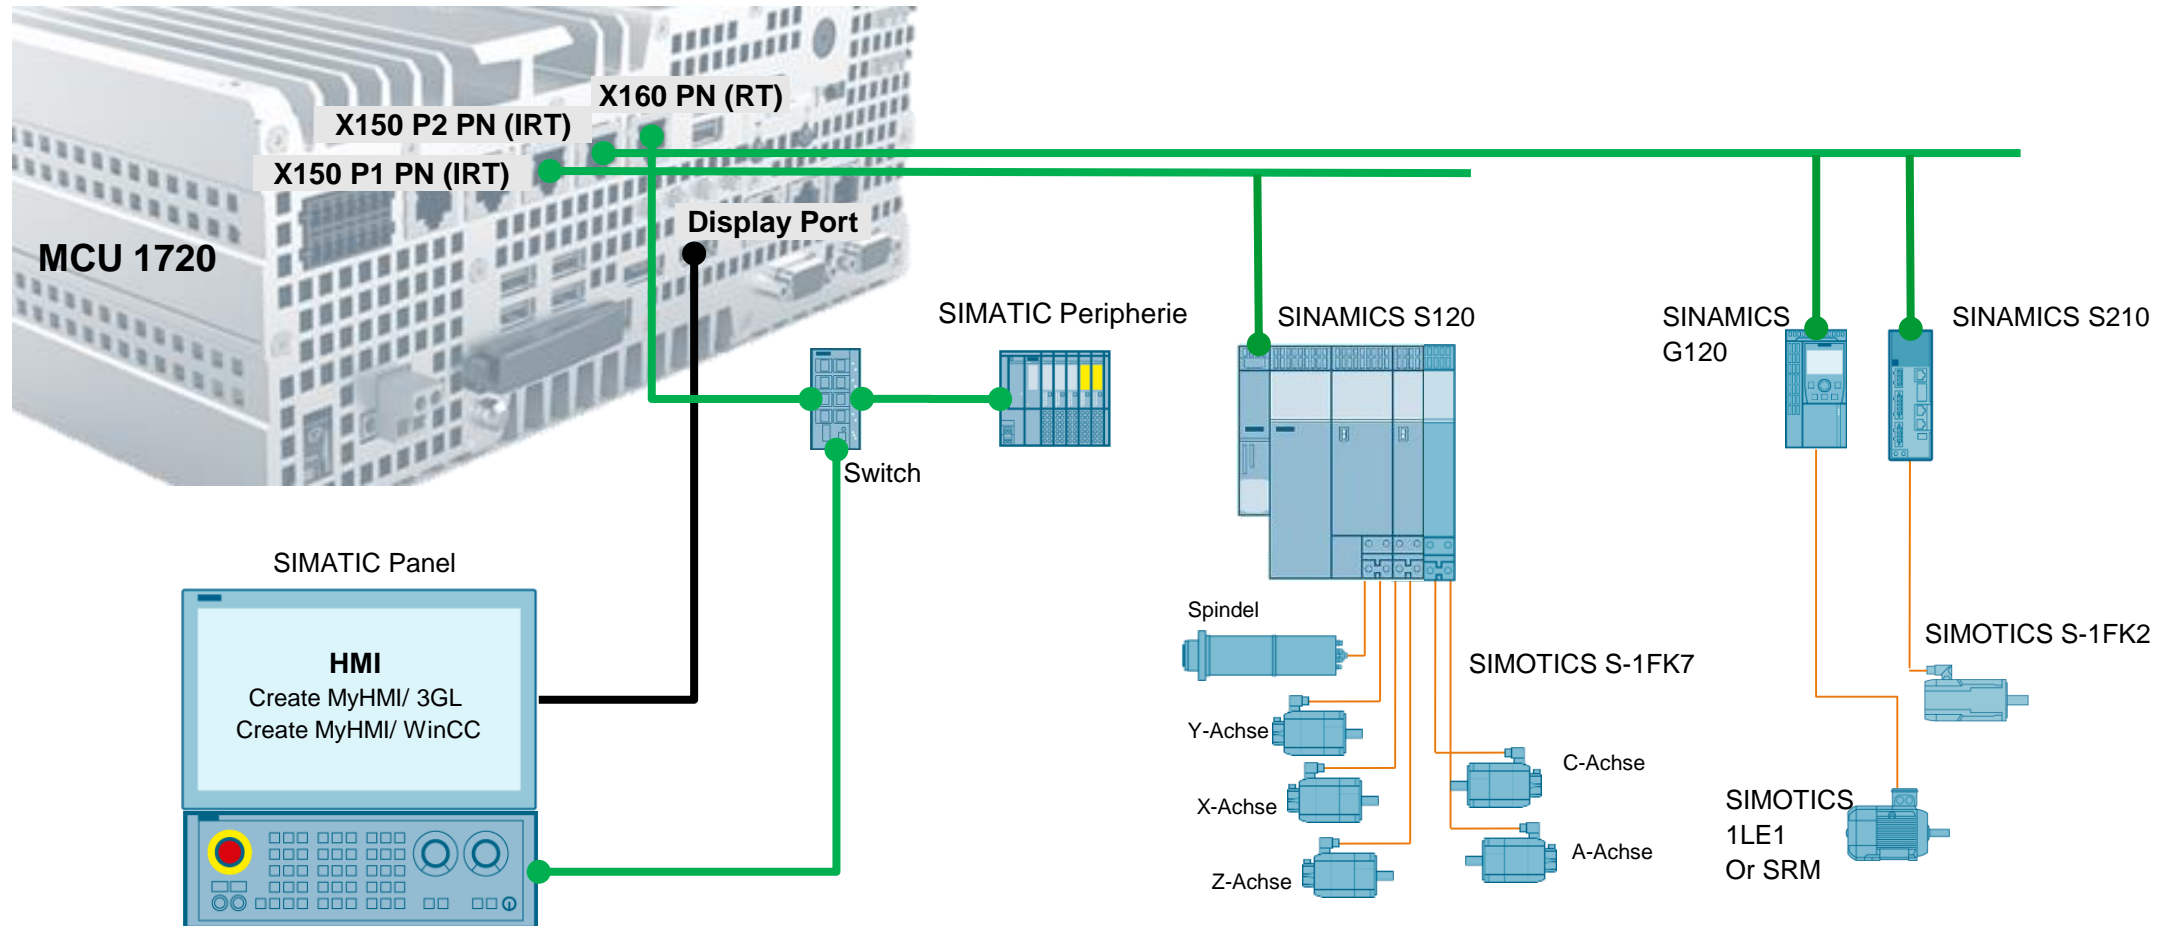 X160 PN (RT)
X150 P2 PN (IRT)
X150 P1 PN (IRT)
Display Port
MCU 1720
SIMATIC Peripherie
SINAMICS S120
SINAMICS
G120
SINAMICS S210
Switch
SIMATIC Panel
HMI
Create MyHMI/ 3GL
Create MyHMI/ WinCC
Spindel
SIMOTICS S-1FK7
SIMOTICS S-1FK2
Y-Achse
C-Achse
X-Achse
A-Achse
Z-Achse
SIMOTICS
1LE1
Or SRM